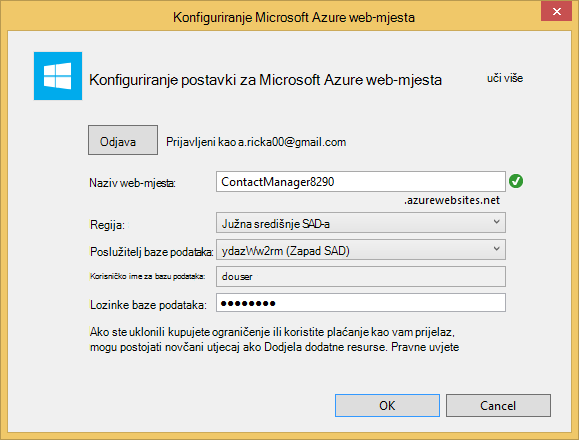 Konfiguriranje Microsoft Azure web-mjesta
Konfiguriranje postavki za Microsoft Azure web-mjesta
uči više
Odjava
Prijavljeni kao a.ricka00@gmail.com
Naziv web-mjesta:
ContactManager8290
.azurewebsites.net
Regija:
Južna središnje SAD-a
Poslužitelj baze podataka:
ydazWw2rm (Zapad SAD)
Korisničko ime za bazu podataka:
douser
Lozinke baze podataka:
●●●●●●●●
Ako ste uklonili kupujete ograničenje ili koristite plaćanje kao vam prijelaz,
mogu postojati novčani utjecaj ako Dodjela dodatne resurse. Pravne uvjete
OK
Cancel